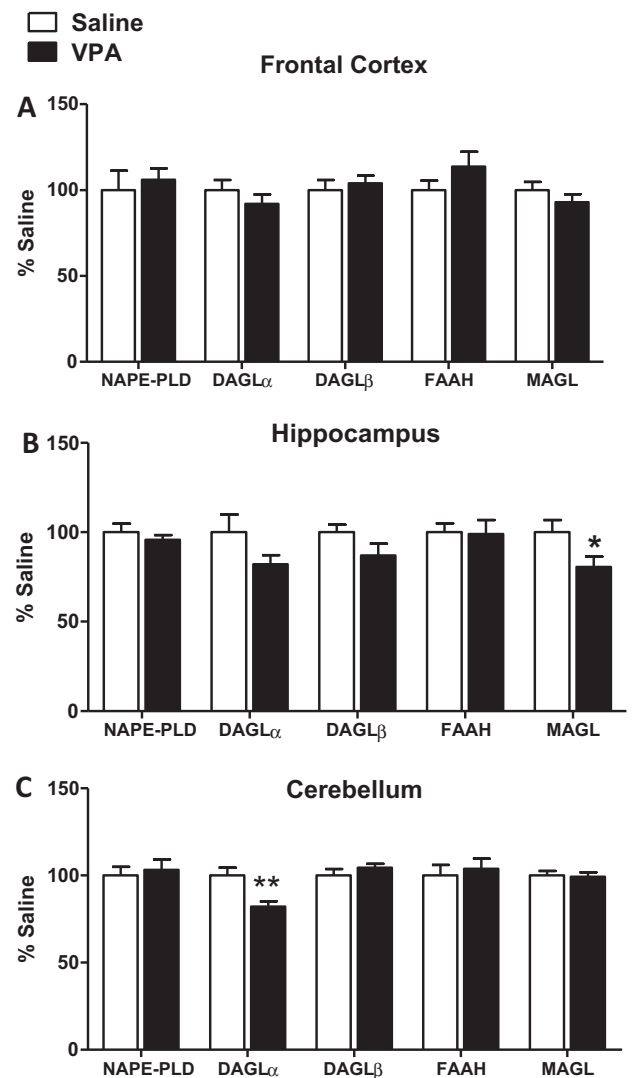 Saline
VPA
Frontal Cortex
A
% Saline
150
100
50
0
NAPE-PLD DAGLα DAGLβ FAAH MAGL
Hippocampus
B
% Saline
150
100
50
0
*
NAPE-PLD DAGLα DAGLβ FAAH MAGL
Cerebellum
C
% Saline
150
100
50
0
**
NAPE-PLD DAGLα DAGLβ FAAH MAGL